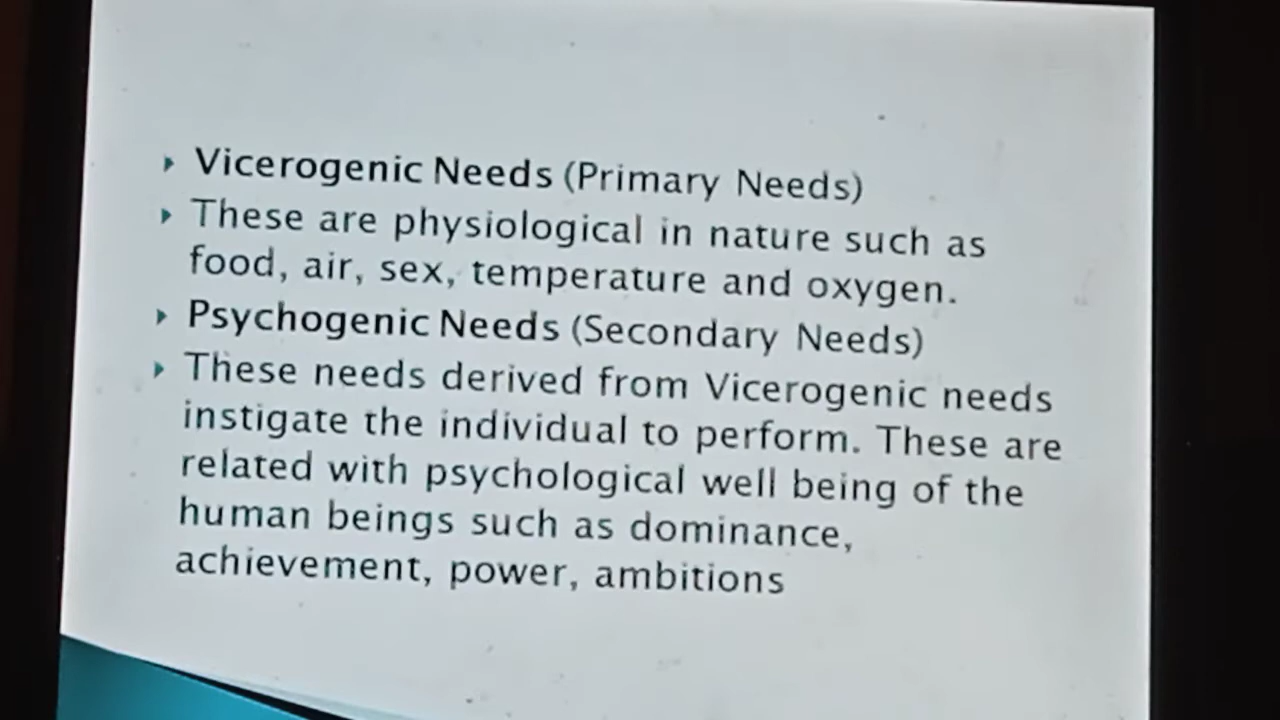 Vicerogenic Needs (Primary Needs)
These are physiological in nature such as
food, air, sex, temperature and oxygen.
Psychogenic Needs (Secondary Needs)
These needs derived from Vicerogenic needs
instigate the individual to perform. These are
related with psychological well being of the
human beings such as dominance,
achievement, power, ambitions